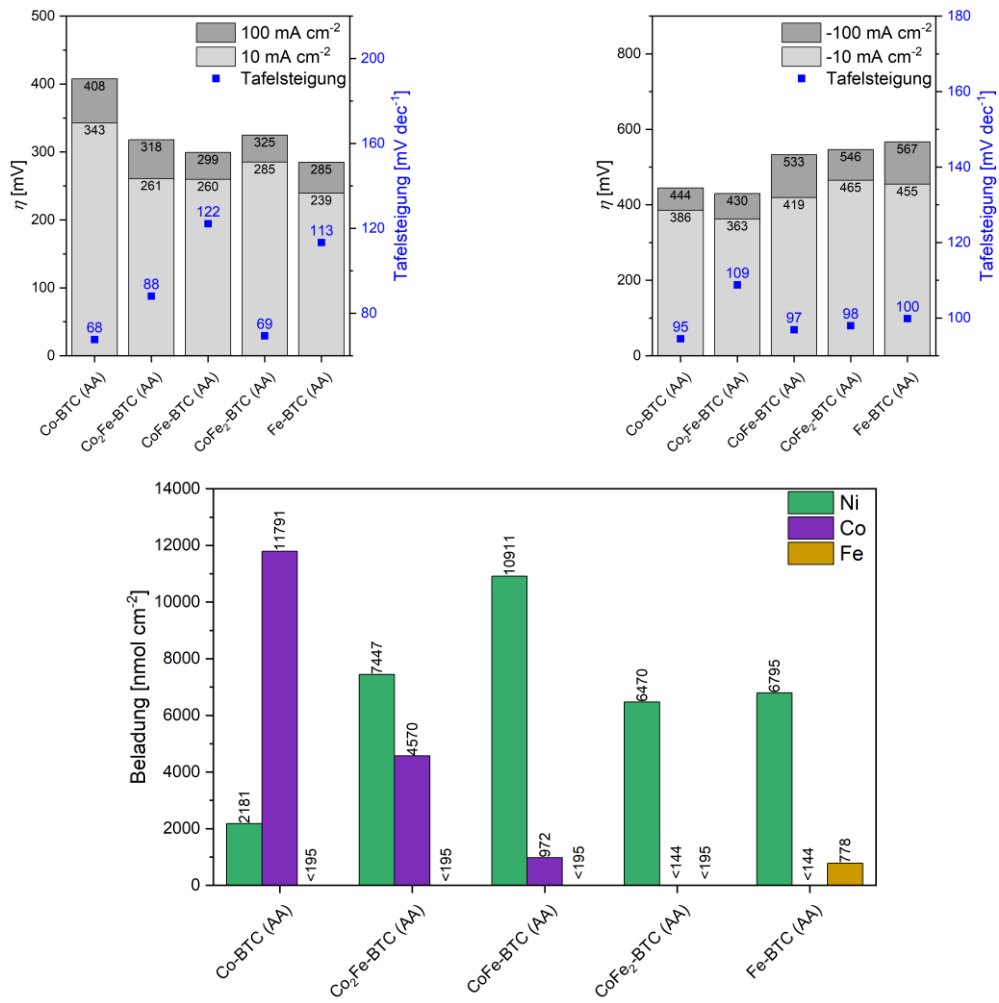 500
400
300
200
100
0
η [mV]
100 mA cm⁻²
10 mA cm⁻²
Tafelsteigung
408
343
318
261
299
260
325
285
285
239
68
88
122
69
113
200
160
120
80
Tafelsteigung [mV dec⁻¹]
Co-BTC (AA)
Co₂Fe-BTC (AA)
CoFe-BTC (AA)
CoFe₂-BTC (AA)
Fe-BTC (AA)
800
600
400
200
0
η [mV]
-100 mA cm⁻²
-10 mA cm⁻²
Tafelsteigung
444
386
430
363
533
419
546
465
567
455
95
109
97
98
100
180
160
140
120
100
Tafelsteigung [mV dec⁻¹]
Co-BTC (AA)
Co₂Fe-BTC (AA)
CoFe-BTC (AA)
CoFe₂-BTC (AA)
Fe-BTC (AA)
14000
12000
10000
8000
6000
4000
2000
0
Beladung [nmol cm⁻²]
Ni
Co
Fe
2181
11791
<195
7447
4570
<195
10911
972
<195
6470
<144
<195
6795
<144
778
Co-BTC (AA)
Co₂Fe-BTC (AA)
CoFe-BTC (AA)
CoFe₂-BTC (AA)
Fe-BTC (AA)